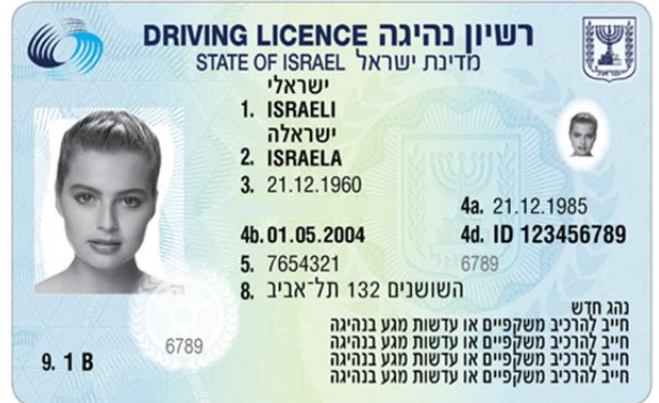 DRIVING LICENCE רשיון נהיגה
STATE OF ISRAEL מדינת ישראל
ישראלי
1. ISRAELI
ישראלה
2. ISRAELA
3. 21.12.1960
4a. 21.12.1985
4b. 01.05.2004 4d. ID 123456789
5. 7654321 6789
8. השושנים 132 תל־אביב
נהג חדש
חייב להרכיב משקפיים או עדשות מגע בנהיגה
חייב להרכיב משקפיים או עדשות מגע בנהיגה
חייב להרכיב משקפיים או עדשות מגע בנהיגה
חייב להרכיב משקפיים או עדשות מגע בנהיגה
6789
9. 1 B